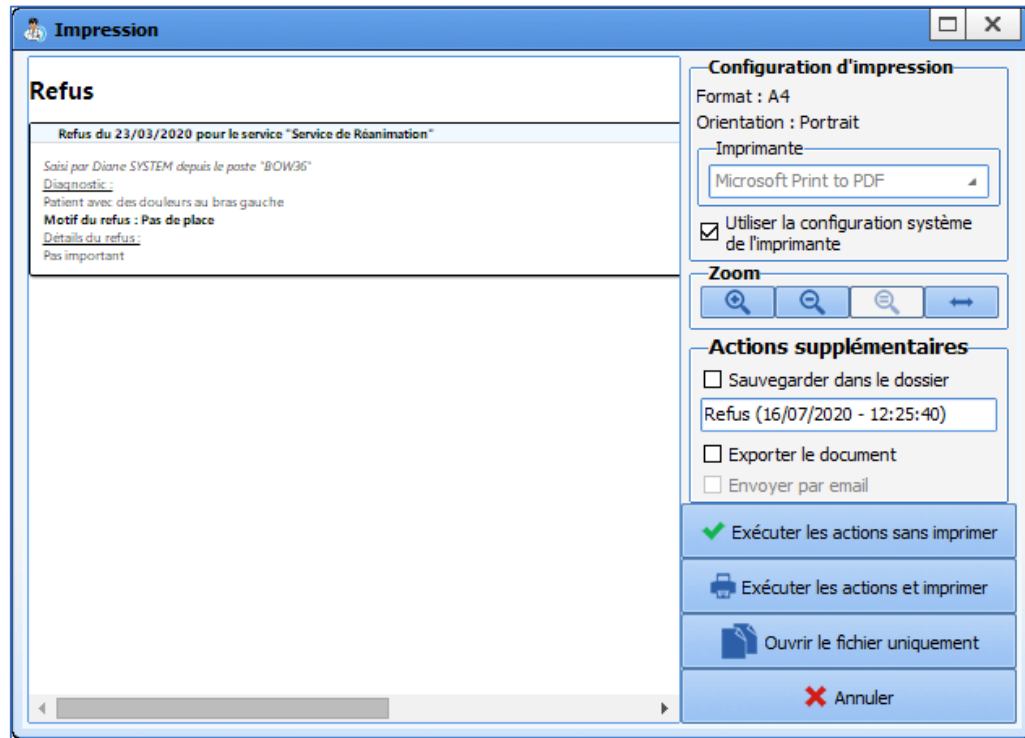 Impression
Refus
Refus du 23/03/2020 pour le service "Service de Réanimation"
Saisi par Diane SYSTEM depuis le poste "BOW36"
Diagnostic :
Patient avec des douleurs au bras gauche
Motif du refus : Pas de place
Détails du refus :
Pas important
Configuration d'impression
Format : A4
Orientation : Portrait
Imprimante
Microsoft Print to PDF
Utiliser la configuration système
de l'imprimante
Zoom
Actions supplémentaires
Sauvegarder dans le dossier
Refus (16/07/2020 - 12:25:40)
Exporter le document
Envoyer par email
Exécuter les actions sans imprimer
Exécuter les actions et imprimer
Ouvrir le fichier uniquement
Annuler